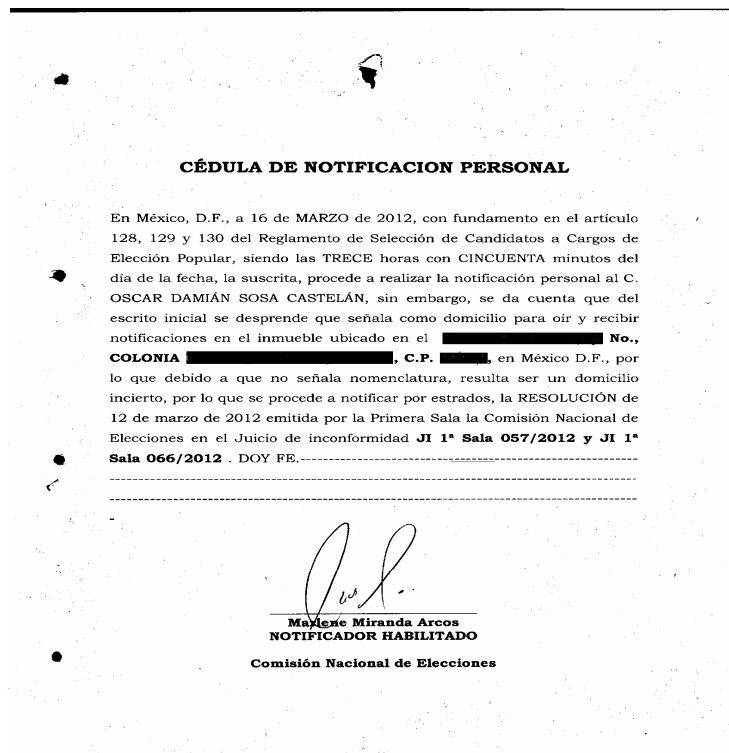 CÉDULA DE NOTIFICACION PERSONAL
En México, D.F., a 16 de MARZO de 2012, con fundamento en el artículo
128, 129 y 130 del Reglamento de Selección de Candidatos a Cargos de
Elección Popular, siendo las TRECE horas con CINCUENTA minutos del
día de la fecha, la suscrita, procede a realizar la notificación personal al C.
OSCAR DAMIÁN SOSA CASTELÁN, sin embargo, se da cuenta que del
escrito inicial se desprende que señala como domicilio para oír y recibir
notificaciones en el inmueble ubicado en el No.,
COLONIA , C.P. , en México D.F., por
lo que debido a que no señala nomenclatura, resulta ser un domicilio
incierto, por lo que se procede a notificar por estrados, la RESOLUCIÓN de
12 de marzo de 2012 emitida por la Primera Sala la Comisión Nacional de
Elecciones en el Juicio de inconformidad JI 1ª Sala 057/2012 y JI 1ª
Sala 066/2012 . DOY FE.-----------------------------------------------
--------------------------------------------------------------------------
--------------------------------------------------------------------------
-
Marlene Miranda Arcos
NOTIFICADOR HABILITADO
Comisión Nacional de Elecciones